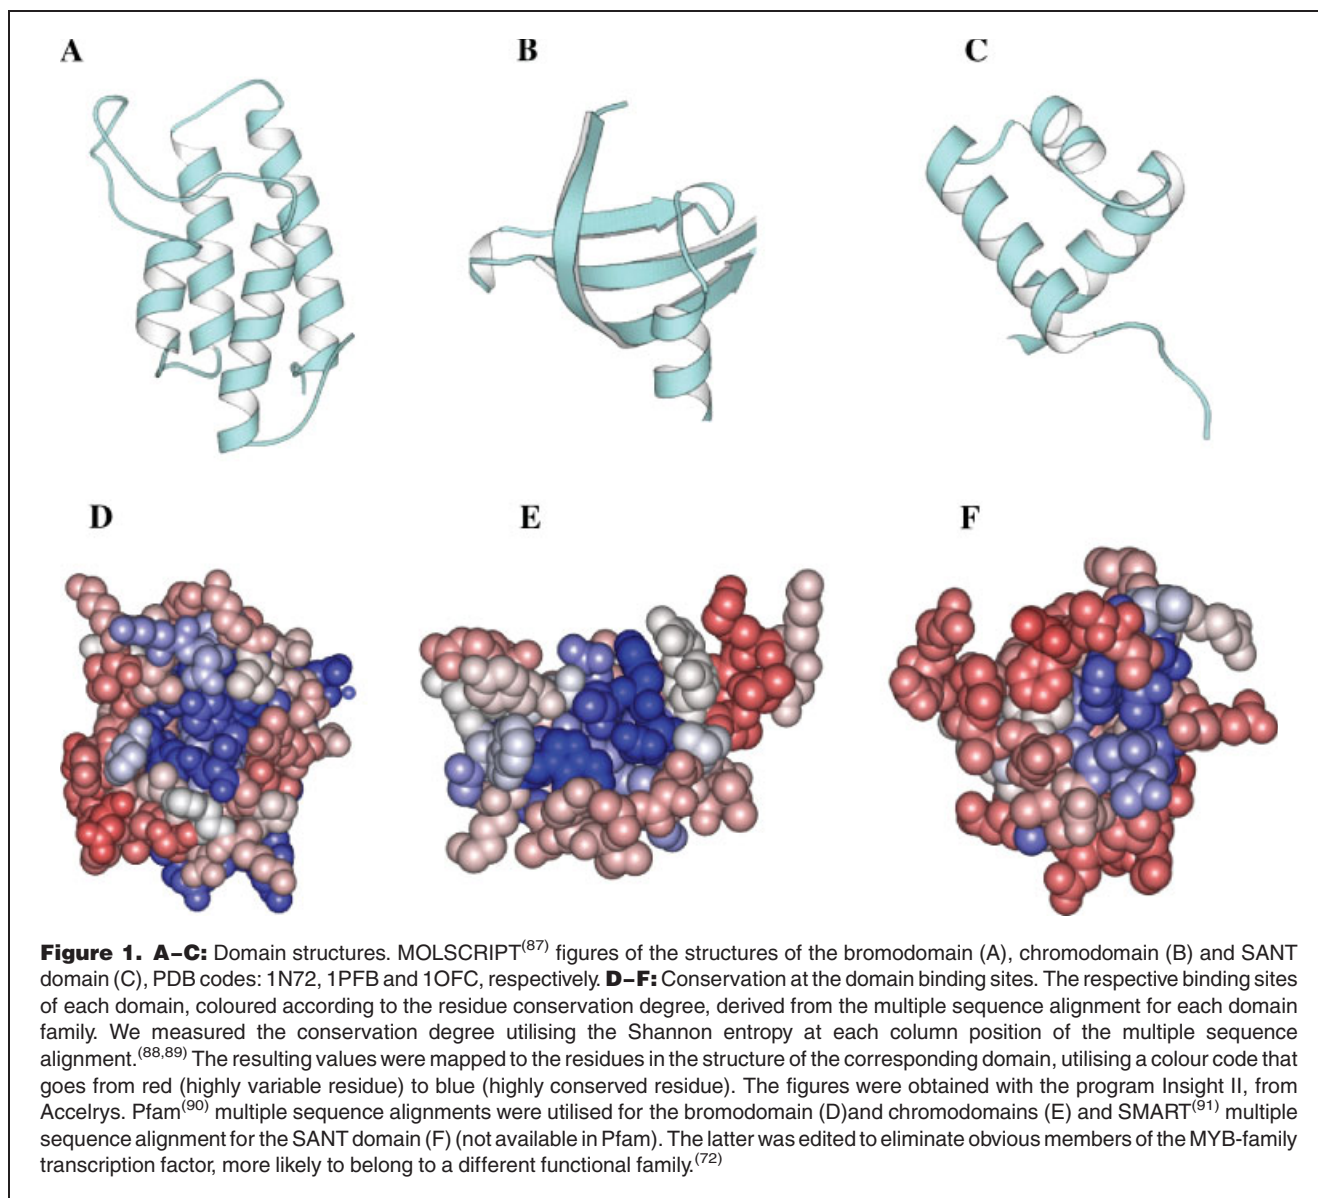 A
B
C
D
E
F
Figure 1. A–C: Domain structures. MOLSCRIPT(87) figures of the structures of the bromodomain (A), chromodomain (B) and SANT
domain (C), PDB codes: 1N72, 1PFB and 1OFC, respectively. D–F: Conservation at the domain binding sites. The respective binding sites
of each domain, coloured according to the residue conservation degree, derived from the multiple sequence alignment for each domain
family. We measured the conservation degree utilising the Shannon entropy at each column position of the multiple sequence
alignment.(88,89) The resulting values were mapped to the residues in the structure of the corresponding domain, utilising a colour code that
goes from red (highly variable residue) to blue (highly conserved residue). The figures were obtained with the program Insight II, from
Accelrys. Pfam(90) multiple sequence alignments were utilised for the bromodomain (D)and chromodomains (E) and SMART(91) multiple
sequence alignment for the SANT domain (F) (not available in Pfam). The latter was edited to eliminate obvious members of the MYB-family
transcription factor, more likely to belong to a different functional family.(72)